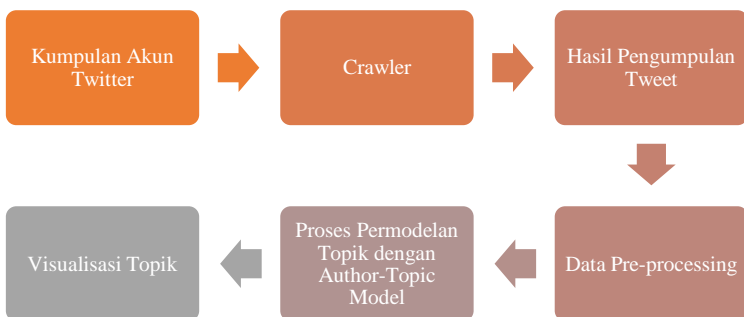 Kumpulan Akun
Twitter
Crawler
Hasil Pengumpulan
Tweet
Data Pre-processing
Proses Permodelan
Topik dengan
Author-Topic
Model
Visualisasi Topik